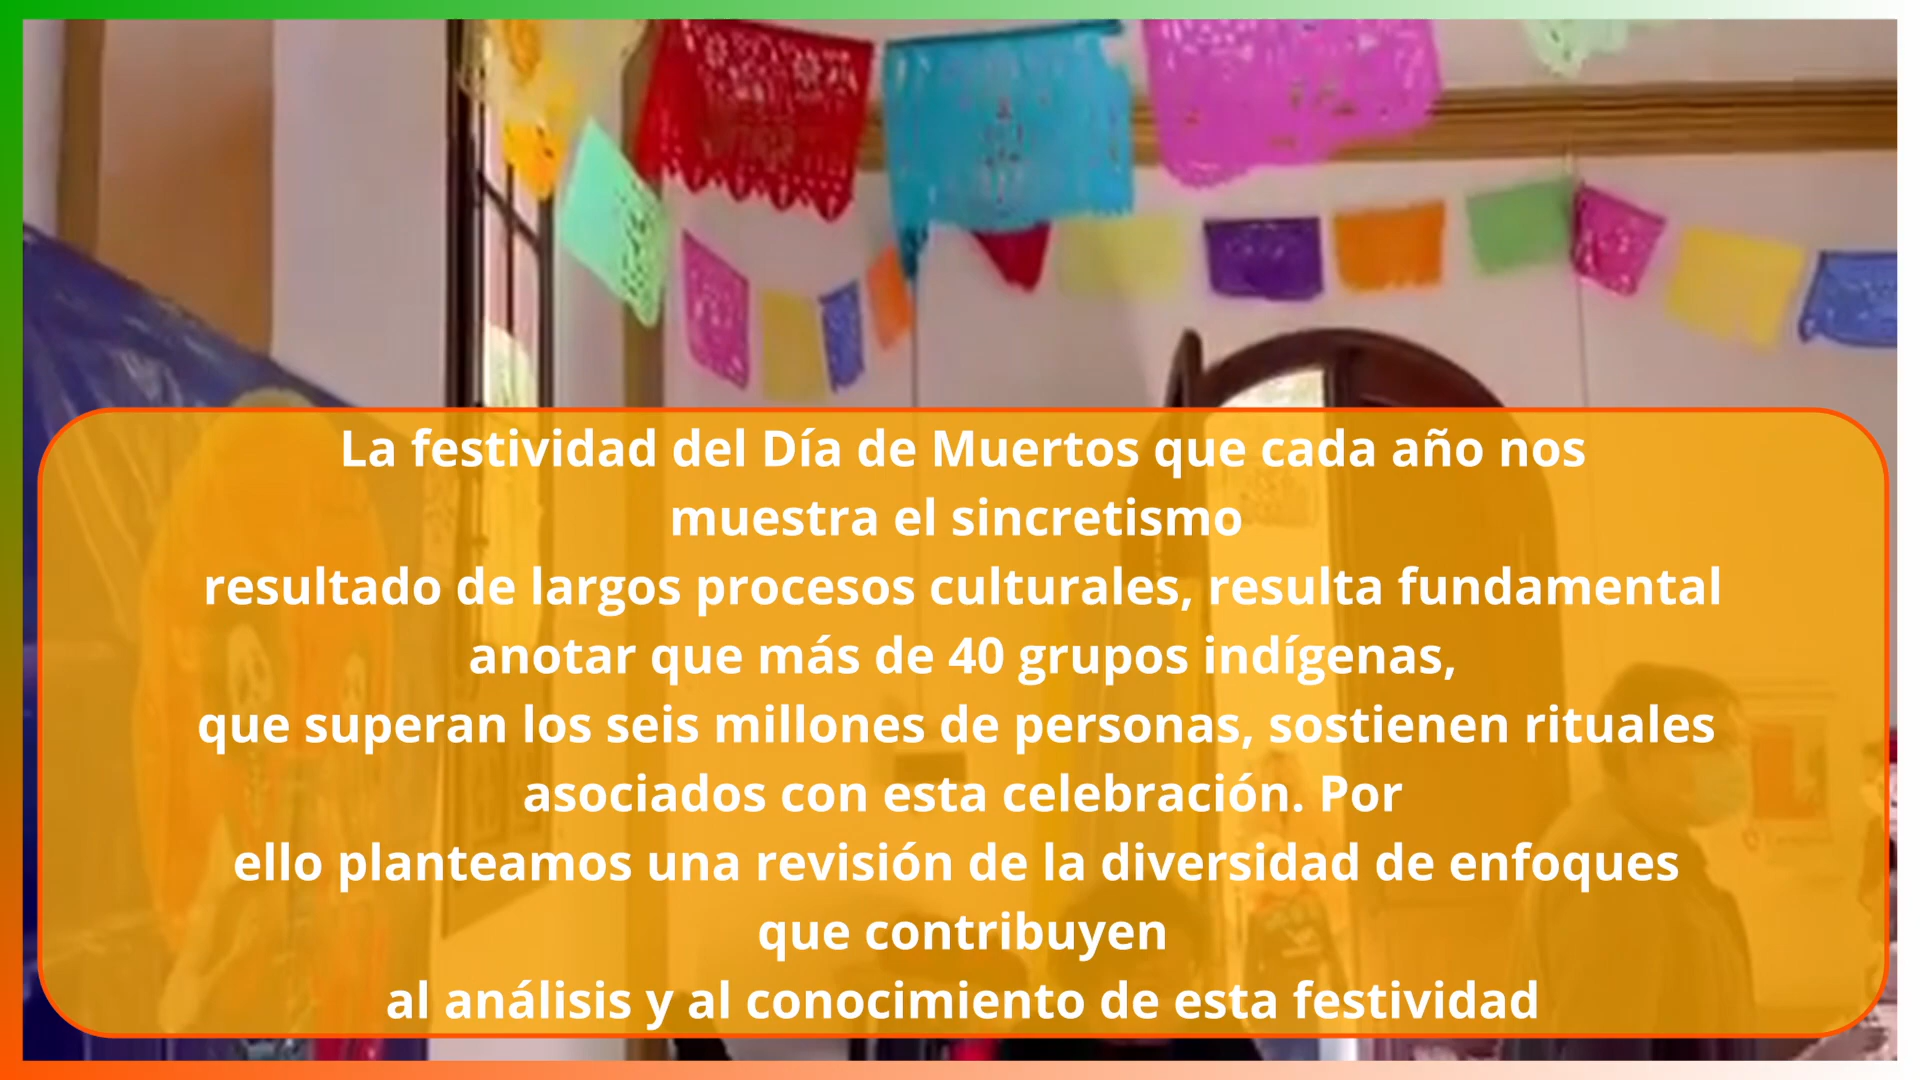 La festividad del Día de Muertos que cada año nos
muestra el sincretismo
resultado de largos procesos culturales, resulta fundamental
anotar que más de 40 grupos indígenas,
que superan los seis millones de personas, sostienen rituales
asociados con esta celebración. Por
ello planteamos una revisión de la diversidad de enfoques
que contribuyen
al análisis y al conocimiento de esta festividad